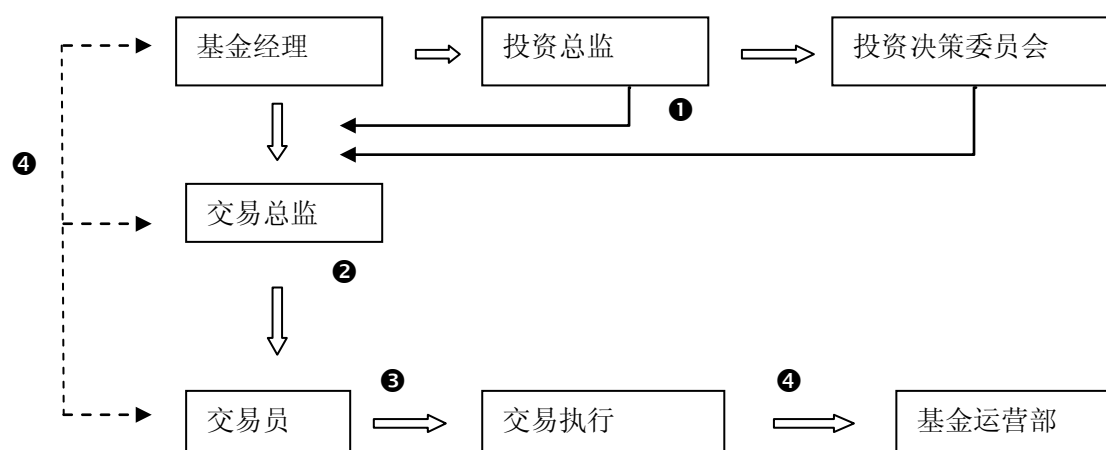 基金经理
投资总监
投资决策委员会
❶
❹
交易总监
❷
❸
❹
交易员
交易执行
基金运营部